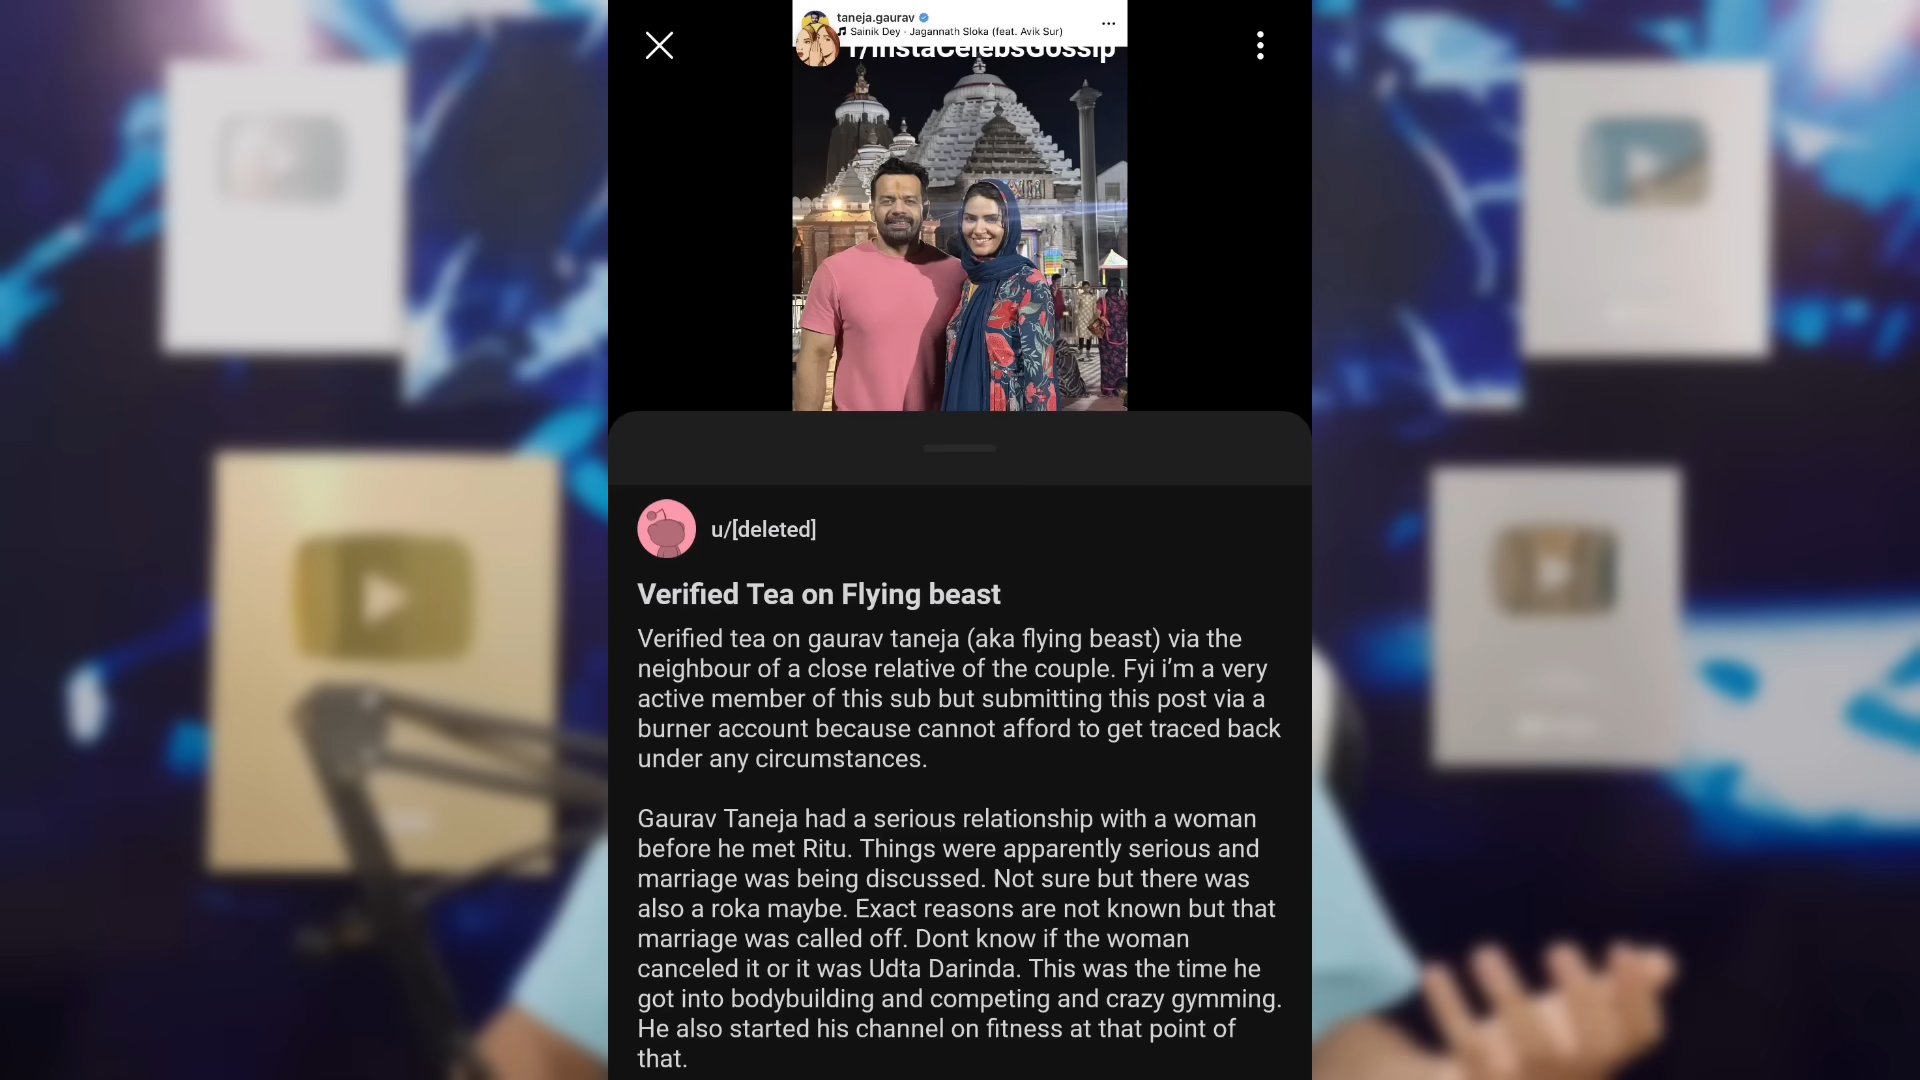 taneja.gaurav
Sainik Dey · Jagannath Sloka (feat. Avik Sur)
r/InstaCelebsGossip
u/[deleted]
Verified Tea on Flying beast
Verified tea on gaurav taneja (aka flying beast) via the
neighbour of a close relative of the couple. Fyi i’m a very
active member of this sub but submitting this post via a
burner account because cannot afford to get traced back
under any circumstances.
Gaurav Taneja had a serious relationship with a woman
before he met Ritu. Things were apparently serious and
marriage was being discussed. Not sure but there was
also a roka maybe. Exact reasons are not known but that
marriage was called off. Dont know if the woman
canceled it or it was Udta Darinda. This was the time he
got into bodybuilding and competing and crazy gymming.
He also started his channel on fitness at that point of
that.